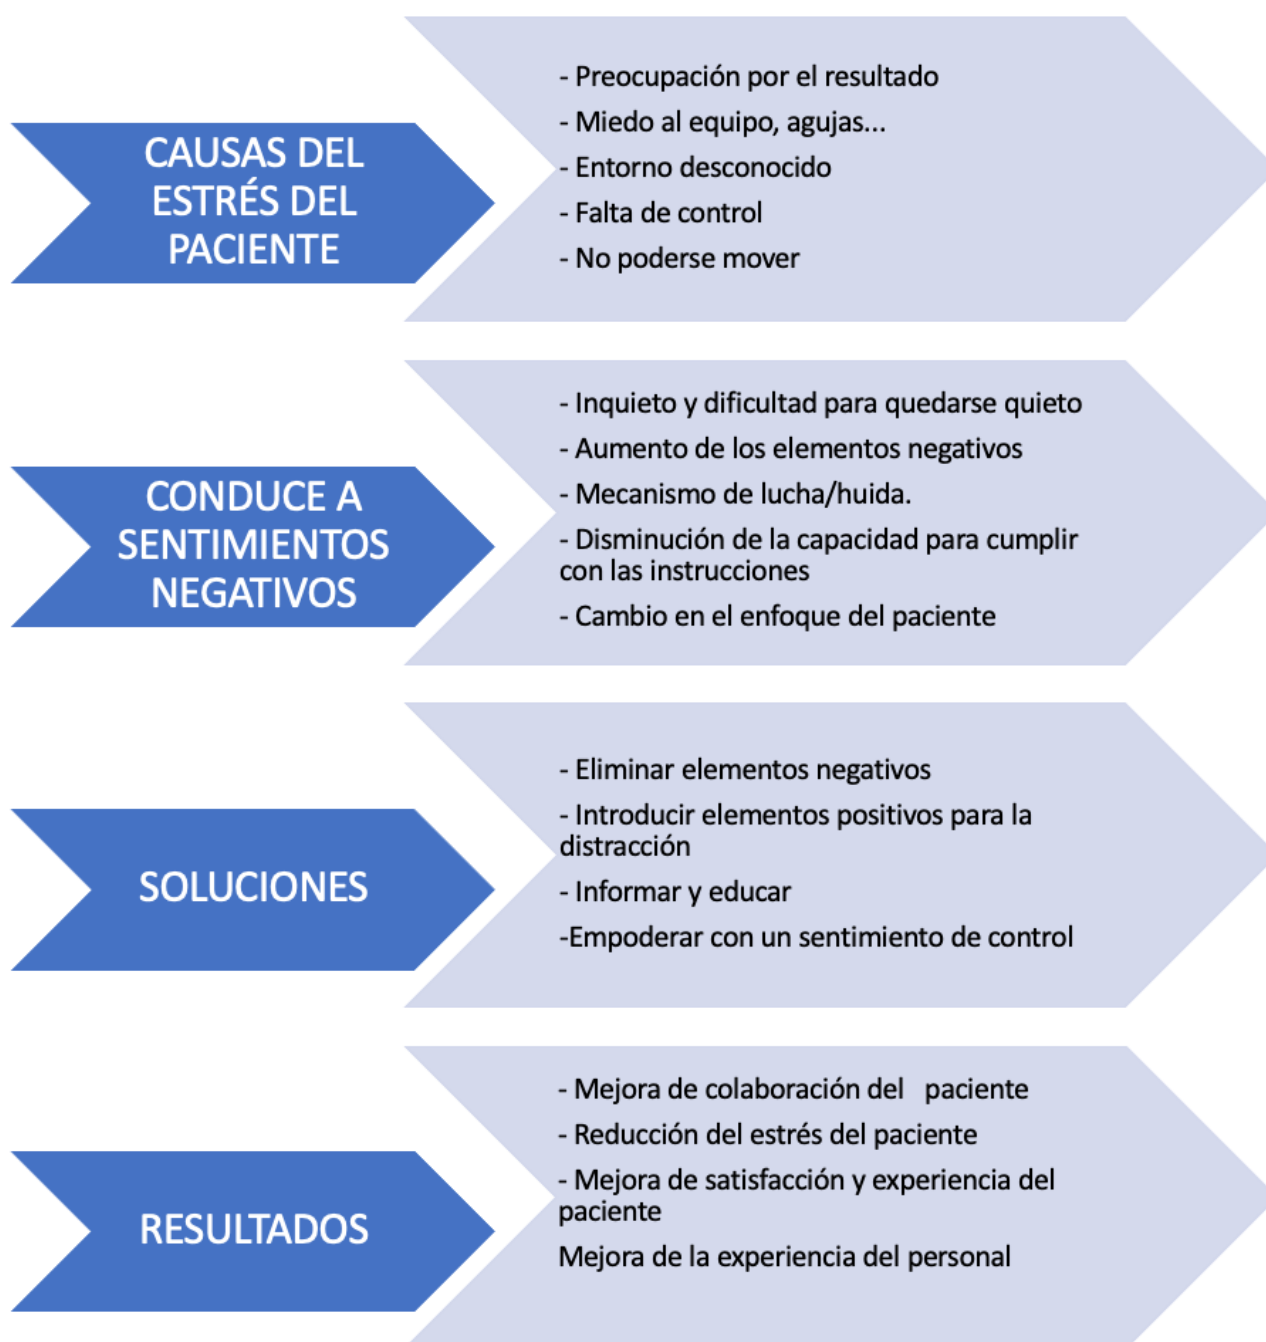 CAUSAS DEL
ESTRÉS DEL
PACIENTE
- Preocupación por el resultado
- Miedo al equipo, agujas...
- Entorno desconocido
- Falta de control
- No poderse mover
CONDUCE A
SENTIMIENTOS
NEGATIVOS
- Inquieto y dificultad para quedarse quieto
- Aumento de los elementos negativos
- Mecanismo de lucha/huida.
- Disminución de la capacidad para cumplir
con las instrucciones
- Cambio en el enfoque del paciente
SOLUCIONES
- Eliminar elementos negativos
- Introducir elementos positivos para la
distracción
- Informar y educar
-Empoderar con un sentimiento de control
RESULTADOS
- Mejora de colaboración del   paciente
- Reducción del estrés del paciente
- Mejora de satisfacción y experiencia del
paciente
Mejora de la experiencia del personal